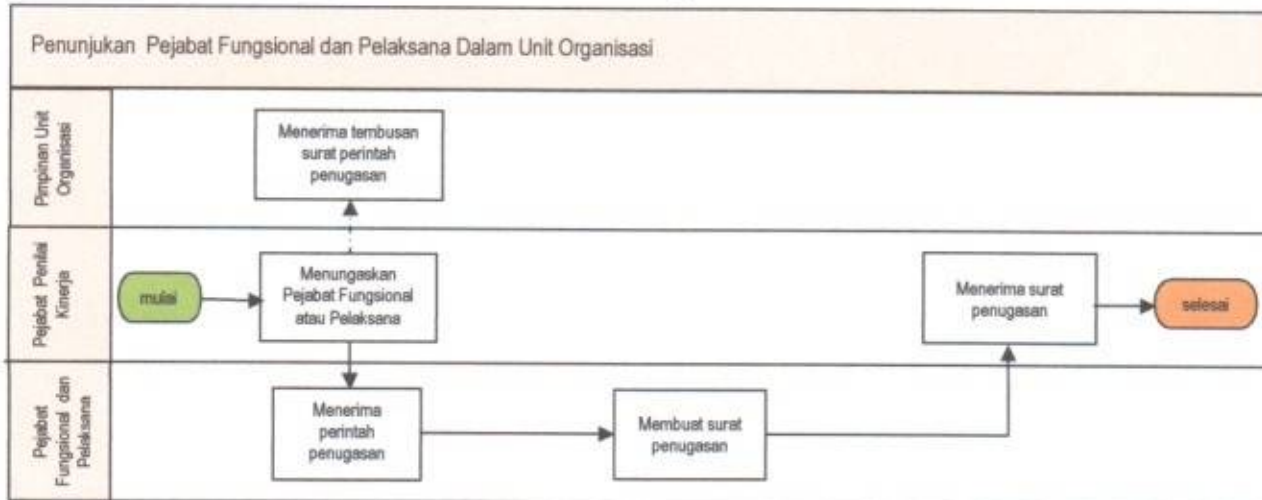 Penunjukan Pejabat Fungsional dan Pelaksana Dalam Unit Organisasi
Pimpinan Unit
Organisasi
Menerima tembusan
surat perintah
penugasan
Pejabat Penilai
Kinerja
mulai
Menungaskan
Pejabat Fungsional
atau Pelaksana
Menerima surat
penugasan
selesai
Pejabat
Fungsional dan
Pelaksana
Menerima
perintah
penugasan
Membuat surat
penugasan